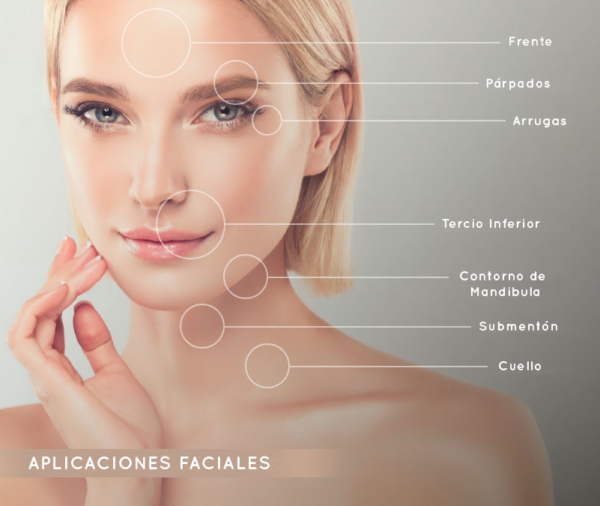 Frente
Párpados
Arrugas
Tercio Inferior
Contorno de
Mandíbula
Submentón
Cuello
APLICACIONES FACIALES